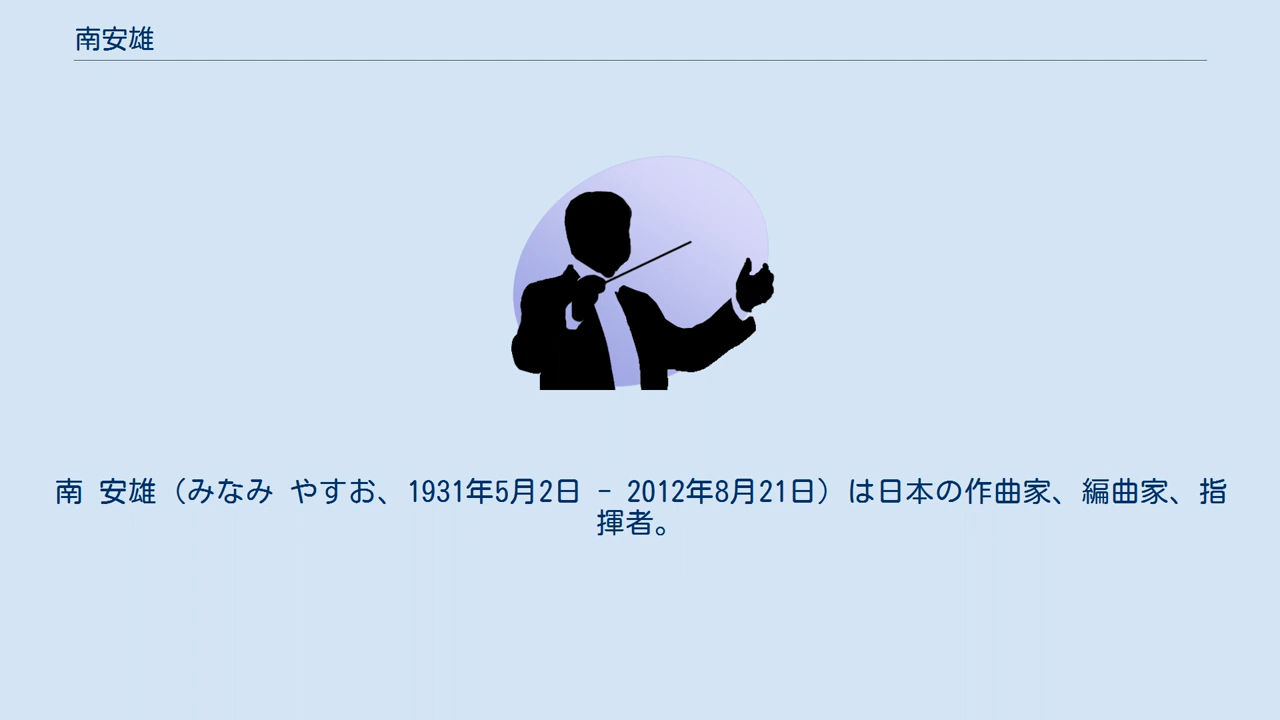 南安雄
南 安雄（みなみ やすお、1931年5月2日 - 2012年8月21日）は日本の作曲家、編曲家、指
揮者。